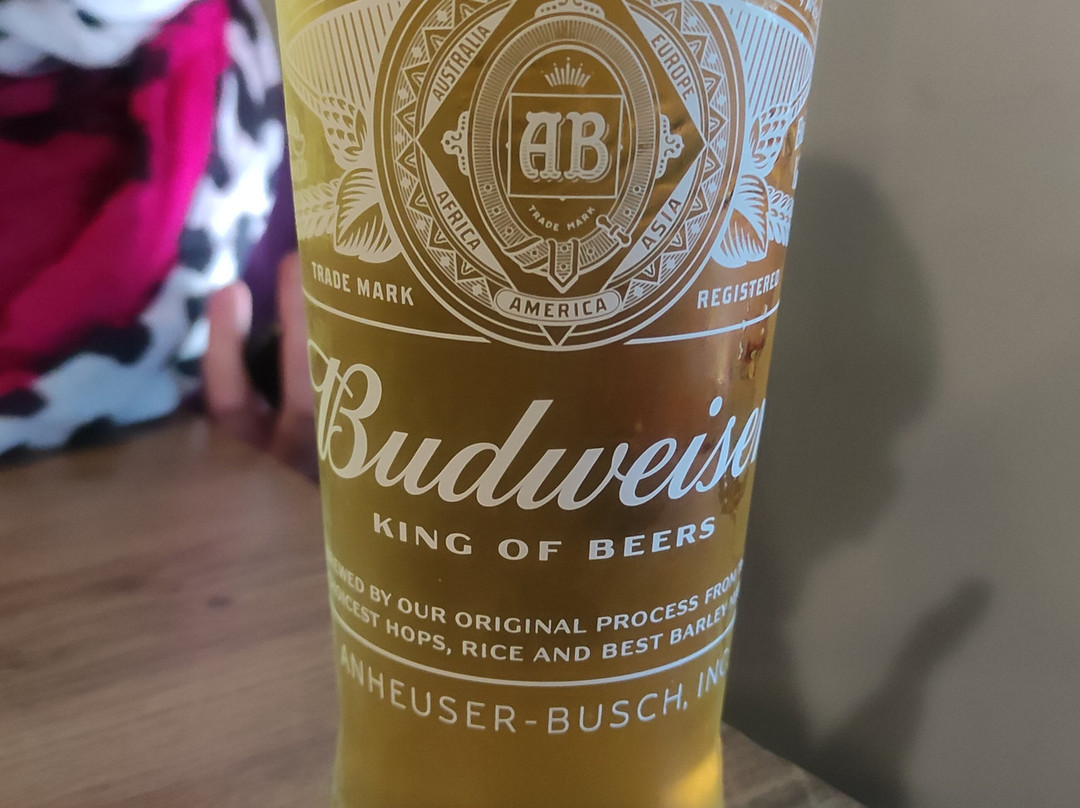 AUSTRALIA
EUROPE
AB
TRADE MARK
AFRICA
ASIA
AMERICA
TRADE MARK
REGISTERED
Budweiser
KING OF BEERS
BY OUR ORIGINAL PROCESS FROM
HOPS, RICE AND BEST BARLEY
ANHEUSER-BUSCH, INC